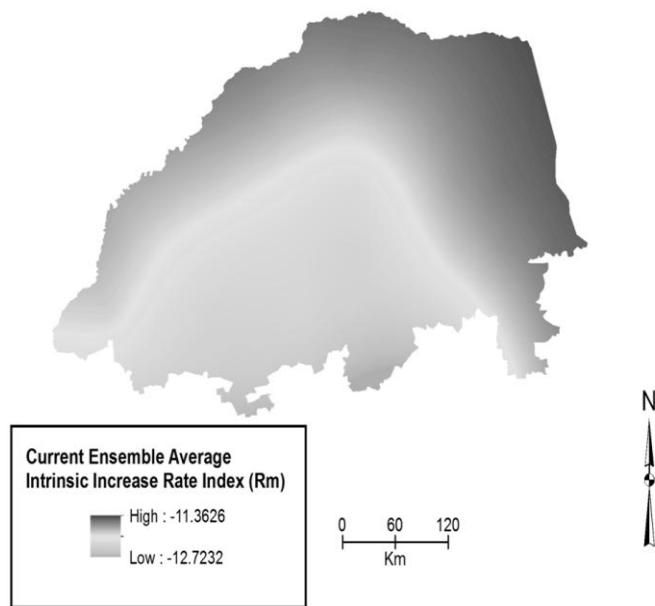 N
Current Ensemble Average
Intrinsic Increase Rate Index (Rm)
High : -11.3626
Low : -12.7232
0 60 120
Km